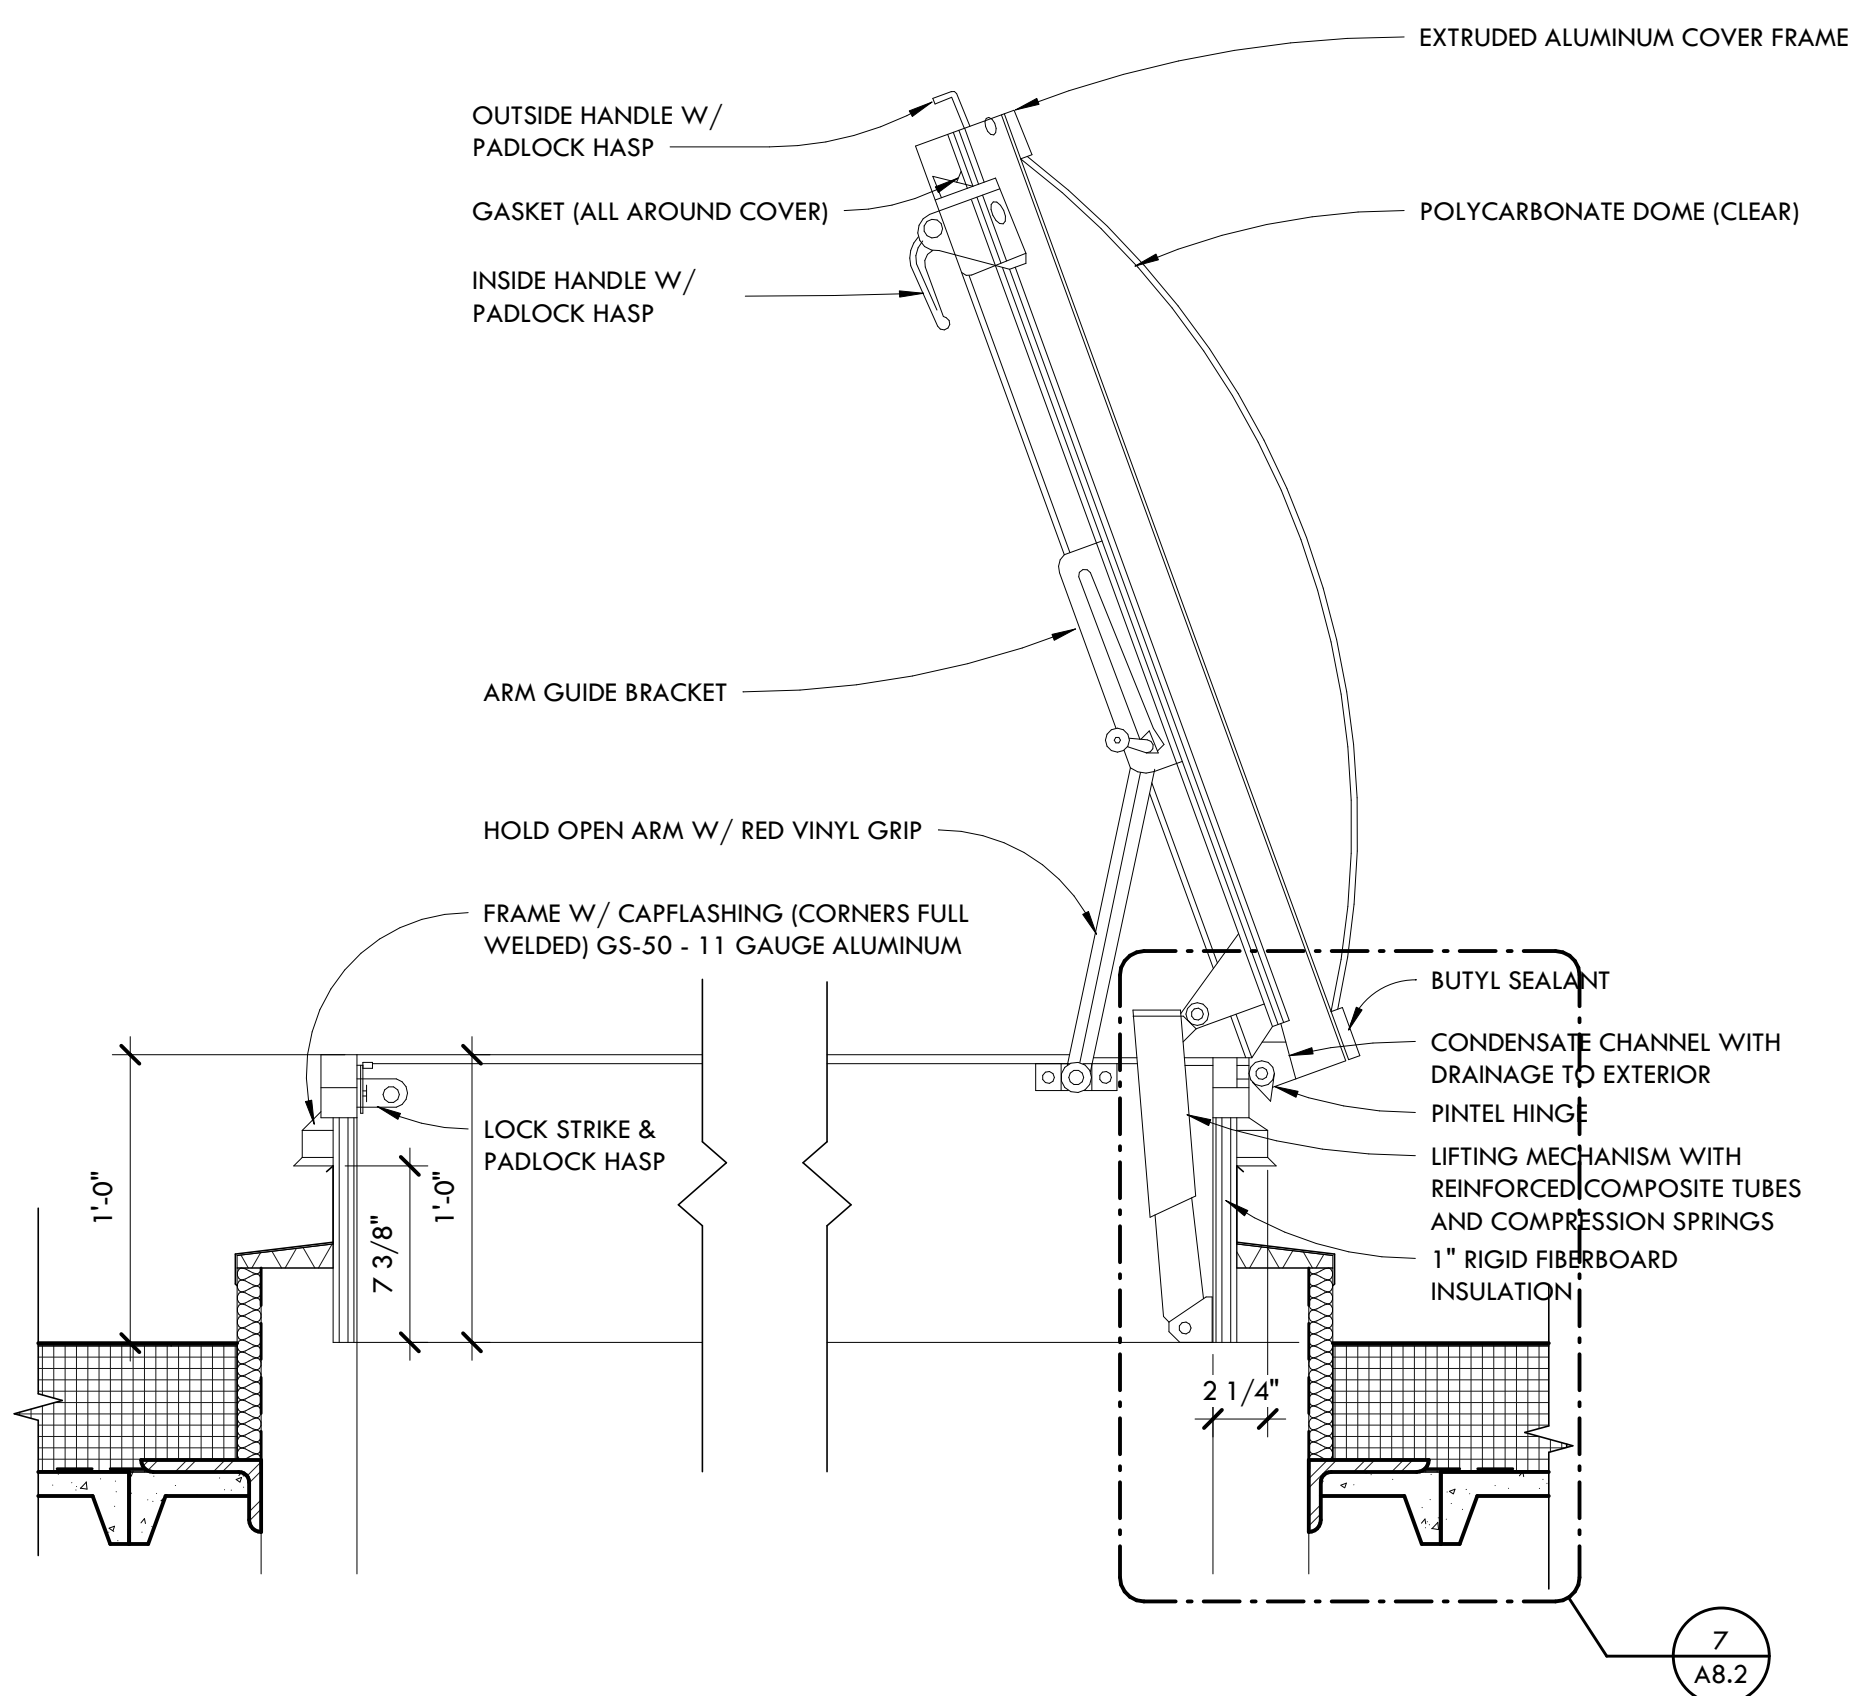 EXTRUDED ALUMINUM COVER FRAME
OUTSIDE HANDLE W/
PADLOCK HASP
GASKET (ALL AROUND COVER)
POLYCARBONATE DOME (CLEAR)
INSIDE HANDLE W/
PADLOCK HASP
ARM GUIDE BRACKET
HOLD OPEN ARM W/ RED VINYL GRIP
FRAME W/ CAPFLASHING (CORNERS FULL
WELDED) GS-50 - 11 GAUGE ALUMINUM
BUTYL SEALANT
CONDENSATE CHANNEL WITH
DRAINAGE TO EXTERIOR
PINTEL HINGE
LOCK STRIKE &
PADLOCK HASP
LIFTING MECHANISM WITH
REINFORCED COMPOSITE TUBES
AND COMPRESSION SPRINGS
1" RIGID FIBERBOARD
INSULATION
1'-0"
7 3/8"
1'-0"
2 1/4"
7
A8.2